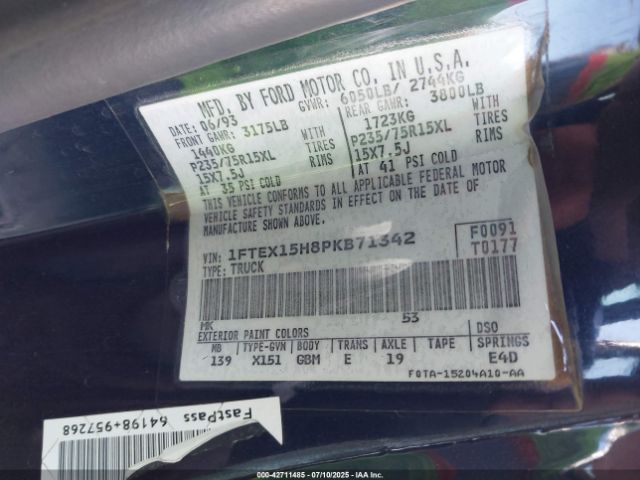 MFD. BY FORD MOTOR CO. IN U.S.A.
DATE: 06/93 GVWR: 6050LB/ 2744KG
FRONT GAWR: 3175LB REAR GAWR: 3800LB
1440KG WITH 1723KG WITH
P235/75R15XL TIRES P235/75R15XL TIRES
15X7.5J RIMS 15X7.5J RIMS
AT 35 PSI COLD AT 41 PSI COLD
THIS VEHICLE CONFORMS TO ALL APPLICABLE FEDERAL MOTOR
VEHICLE SAFETY STANDARDS IN EFFECT ON THE DATE OF
MANUFACTURE SHOWN ABOVE.
VIN: 1FTEX15H8PKB71342 F0091
TYPE: TRUCK T0177
MK 53
EXTERIOR PAINT COLORS DSO
WB TYPE-GVW BODY TRANS AXLE TAPE SPRINGS
139 X151 GBM E 19 E4D
F0TA-15204A10-AA
FastPass
64198+957268
000-42711485 - 07/10/2025 - IAAI.COM